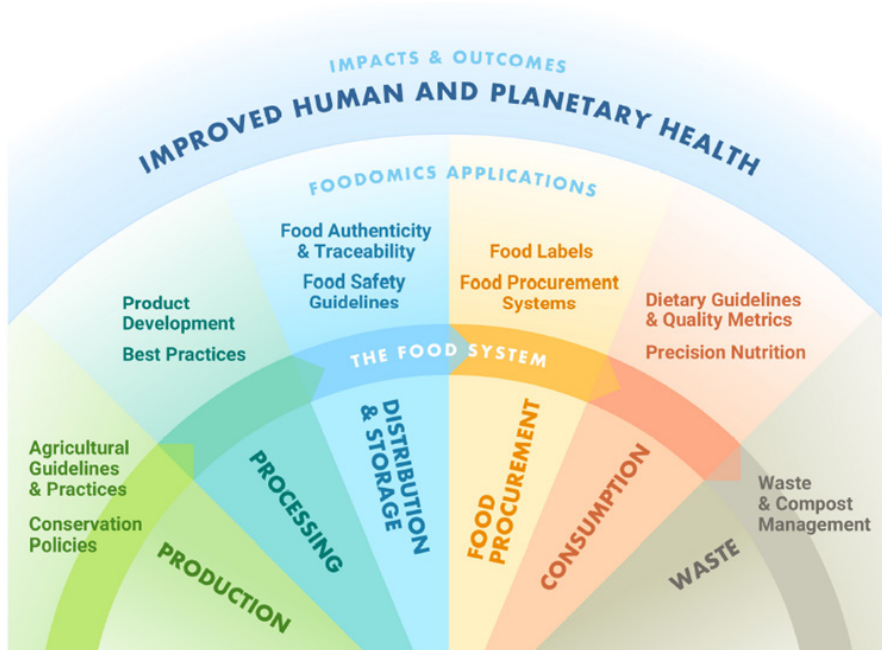 IMPACTS & OUTCOMES
IMPROVED HUMAN AND PLANETARY HEALTH
FOODOMICS APPLICATIONS
Agricultural
Guidelines
& Practices
Conservation
Policies
Product
Development
Best Practices
Food Authenticity
& Traceability
Food Safety
Guidelines
Food Labels
Food Procurement
Systems
Dietary Guidelines
& Quality Metrics
Precision Nutrition
Waste
& Compost
Management
THE FOOD SYSTEM
PRODUCTION
PROCESSING
DISTRIBUTION
& STORAGE
FOOD
PROCUREMENT
CONSUMPTION
WASTE